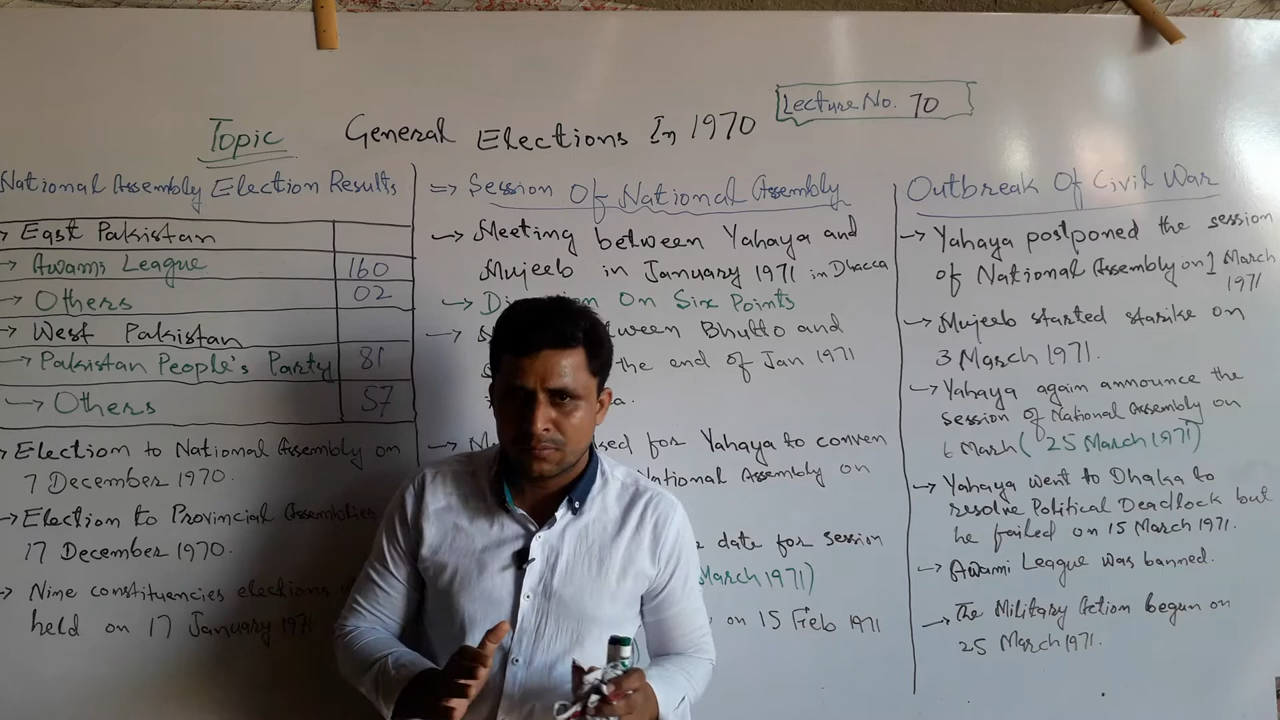 Topic General Elections In 1970
Lecture No. 70
National Assembly Election Results
→ East Pakistan
→ Awami League 160
→ Others 02
→ West Pakistan
→ Pakistan People's Party 81
→ Others 57
→ Election to National Assembly on
7 December 1970.
→ Election to Provincial Assemblies
17 December 1970.
→ Nine constituencies elections
held on 17 January 1971
=> Session Of National Assembly
→ Meeting between Yahaya and
Mujeeb in January 1971 in Dhacca
→ On Six Points
→ between Bhutto and
the end of Jan 1971
→ for Yahaya to conven
National Assembly on
date for session
March 1971)
on 15 Feb 1971
Outbreak Of Civil War
→ Yahaya postponed the session
of National Assembly on 1 March
1971
→ Mujeeb started starike on
3 March 1971.
→ Yahaya again announce the
session of National Assembly on
6 Marsh ( 25 March 1971)
→ Yahaya went to Dhaka to
resolve Political Deadlock but
he failed on 15 March 1971.
→ Awami League was banned.
→ The Military Action begun on
25 March 1971.